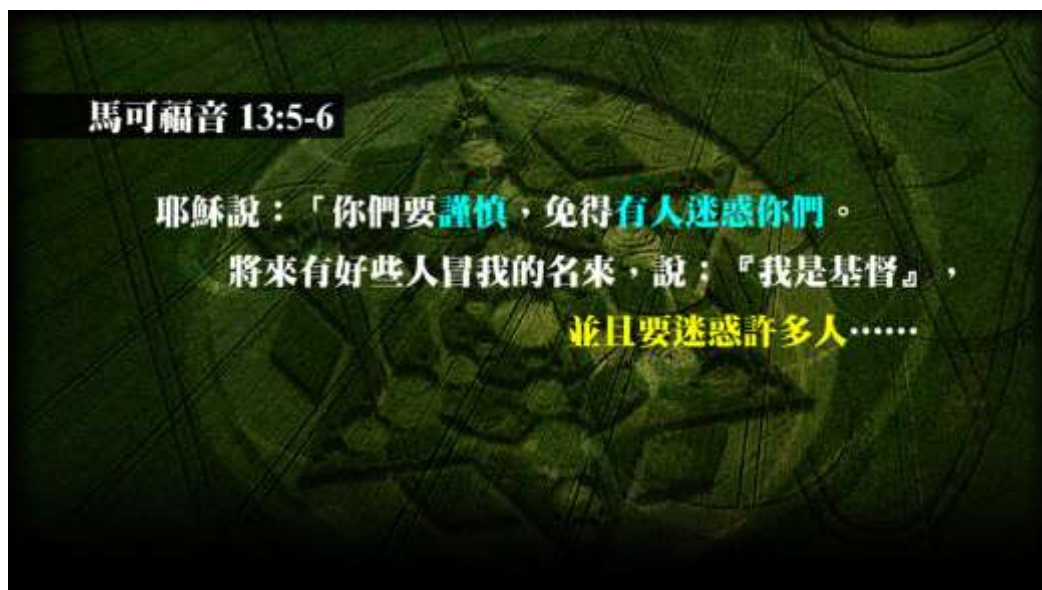 馬可福音 13:5-6
耶穌說：「你們要謹慎，免得有人迷惑你們。
將來有好些人冒我的名來，說；『我是基督』，
並且要迷惑許多人……